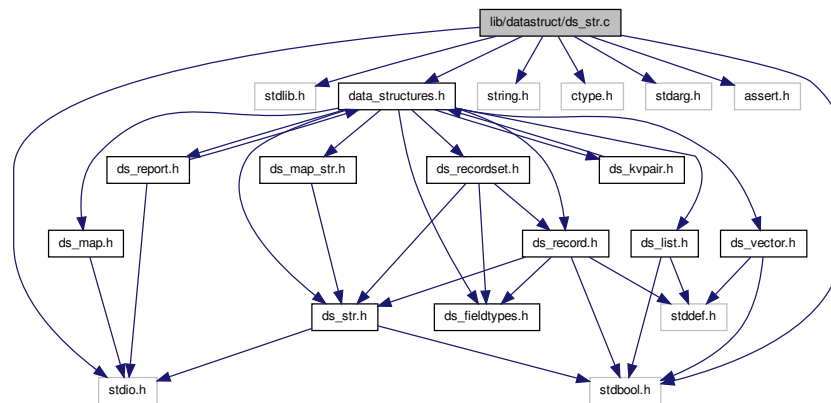 lib/datastruct/ds_str.c
stdlib.h
data_structures.h
string.h
ctype.h
stdarg.h
assert.h
ds_report.h
ds_map_str.h
ds_recordset.h
ds_kvpair.h
ds_map.h
ds_record.h
ds_list.h
ds_vector.h
ds_str.h
ds_fieldtypes.h
stddef.h
stdio.h
stdbool.h